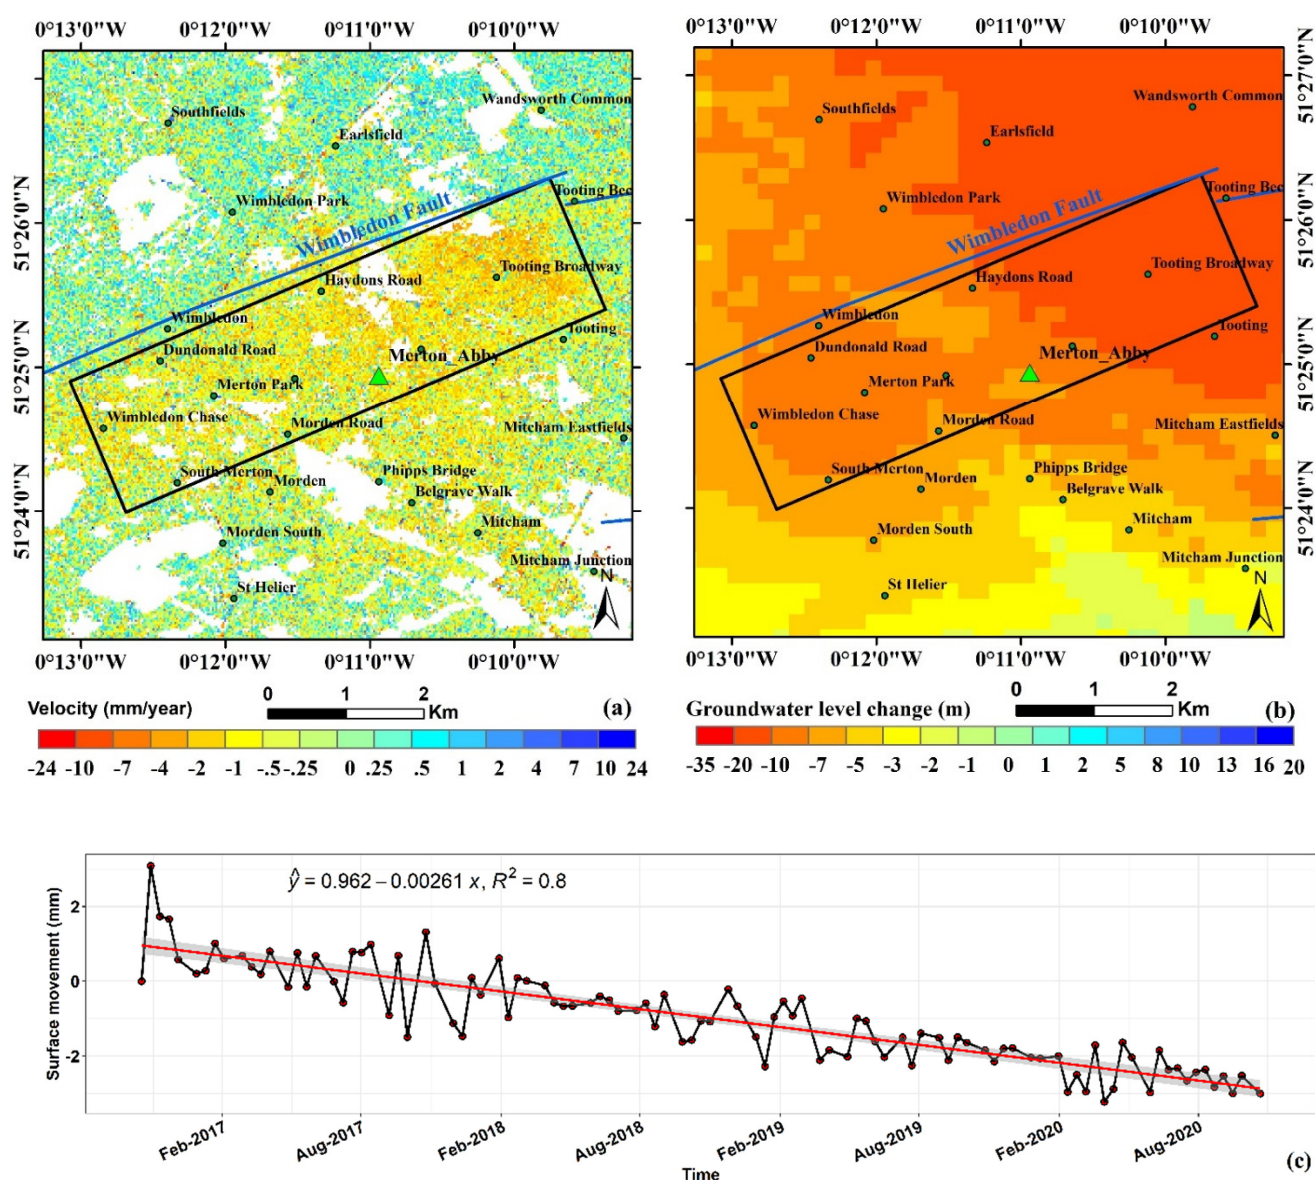 0°13'0"W 0°12'0"W 0°11'0"W 0°10'0"W
Southfields
Wandsworth Common
Earlsfield
Wimbledon Park
Tooting Bec
Wimbledon Fault
Haydons Road
Tooting Broadway
Wimbledon
Dundonald Road
Tooting
Merton_Abby
Merton Park
Wimbledon Chase
Morden Road
Mitcham Eastfields
South Merton
Morden
Phipps Bridge
Belgrave Walk
Morden South
Mitcham
Mitcham Junction
St Helier
N
51°26'0"N
51°25'0"N
51°24'0"N
0°13'0"W 0°12'0"W 0°11'0"W 0°10'0"W
0 1 2
Km
Velocity (mm/year)
(a)
-24 -10 -7 -4 -2 -1 -.5 -.25 0 .25 .5 1 2 4 7 10 24
0°13'0"W 0°12'0"W 0°11'0"W 0°10'0"W
51°27'0"N
51°26'0"N
51°25'0"N
51°24'0"N
Southfields
Wandsworth Common
Earlsfield
Wimbledon Park
Tooting Bec
Wimbledon Fault
Haydons Road
Tooting Broadway
Wimbledon
Dundonald Road
Tooting
Merton_Abby
Merton Park
Wimbledon Chase
Morden Road
Mitcham Eastfields
South Merton
Morden
Phipps Bridge
Belgrave Walk
Morden South
Mitcham
Mitcham Junction
St Helier
N
0°13'0"W 0°12'0"W 0°11'0"W 0°10'0"W
0 1 2
Km
Groundwater level change (m)
(b)
-35 -20 -10 -7 -5 -3 -2 -1 0 1 2 5 8 10 13 16 20
Surface movement (mm)
2
0
-2
ŷ = 0.962 − 0.00261 x, R² = 0.8
Feb-2017 Aug-2017 Feb-2018 Aug-2018 Feb-2019 Aug-2019 Feb-2020 Aug-2020
Time
(c)